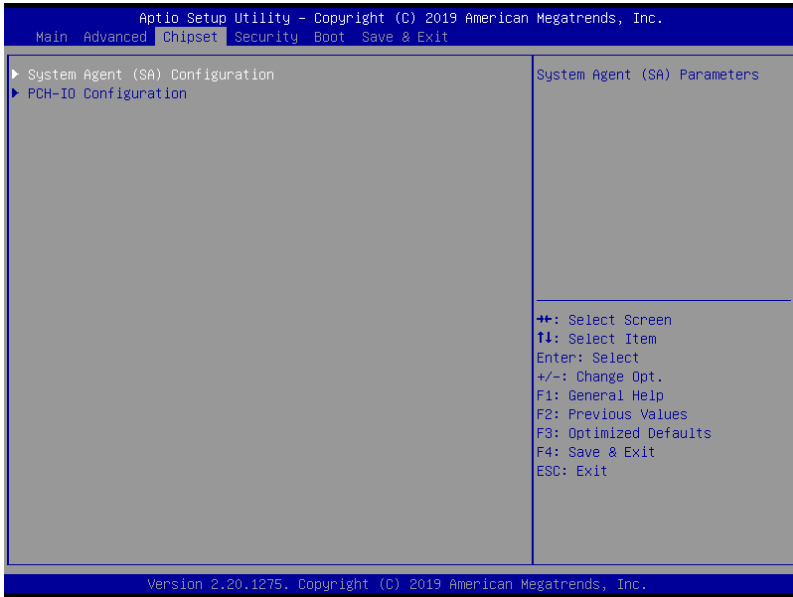 Aptio Setup Utility – Copyright (C) 2019 American Megatrends, Inc.
Main Advanced Chipset Security Boot Save & Exit
▶ System Agent (SA) Configuration
▶ PCH-IO Configuration
System Agent (SA) Parameters
→←: Select Screen
↑↓: Select Item
Enter: Select
+/-: Change Opt.
F1: General Help
F2: Previous Values
F3: Optimized Defaults
F4: Save & Exit
ESC: Exit
Version 2.20.1275. Copyright (C) 2019 American Megatrends, Inc.